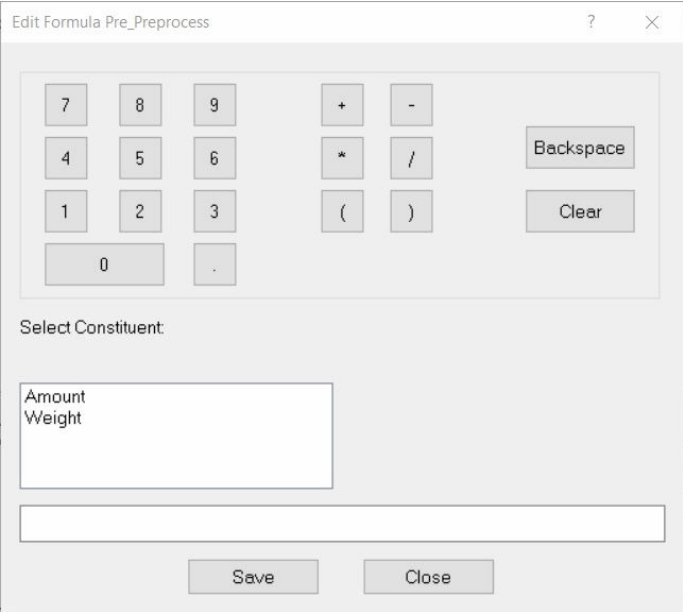 Edit Formula Pre_Preprocess ? ×
7 8 9 + -
Backspace
4 5 6 * /
1 2 3 ( ) Clear
0 .
Select Constituent:
Amount
Weight
Save Close